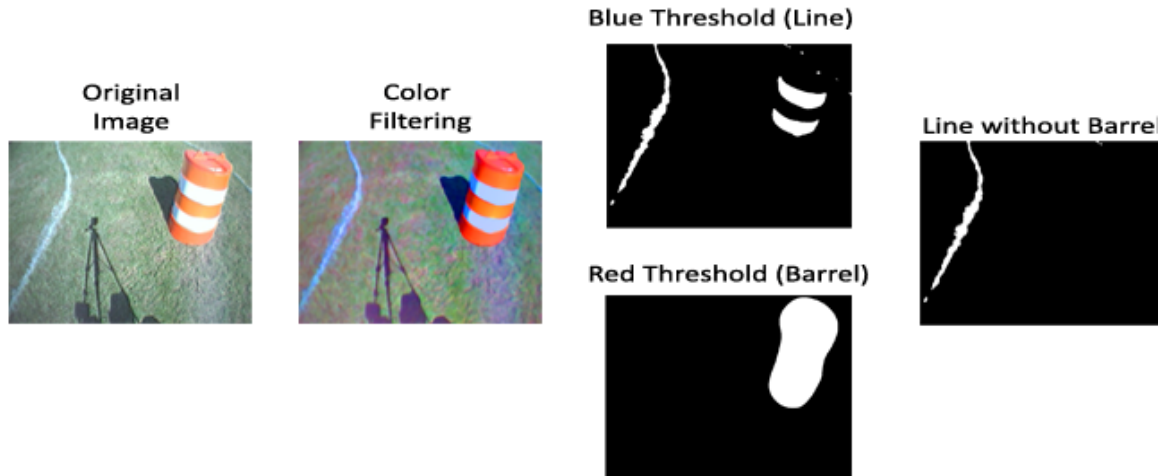 Original
Image
Color
Filtering
Blue Threshold (Line)
Red Threshold (Barrel)
Line without Barrel